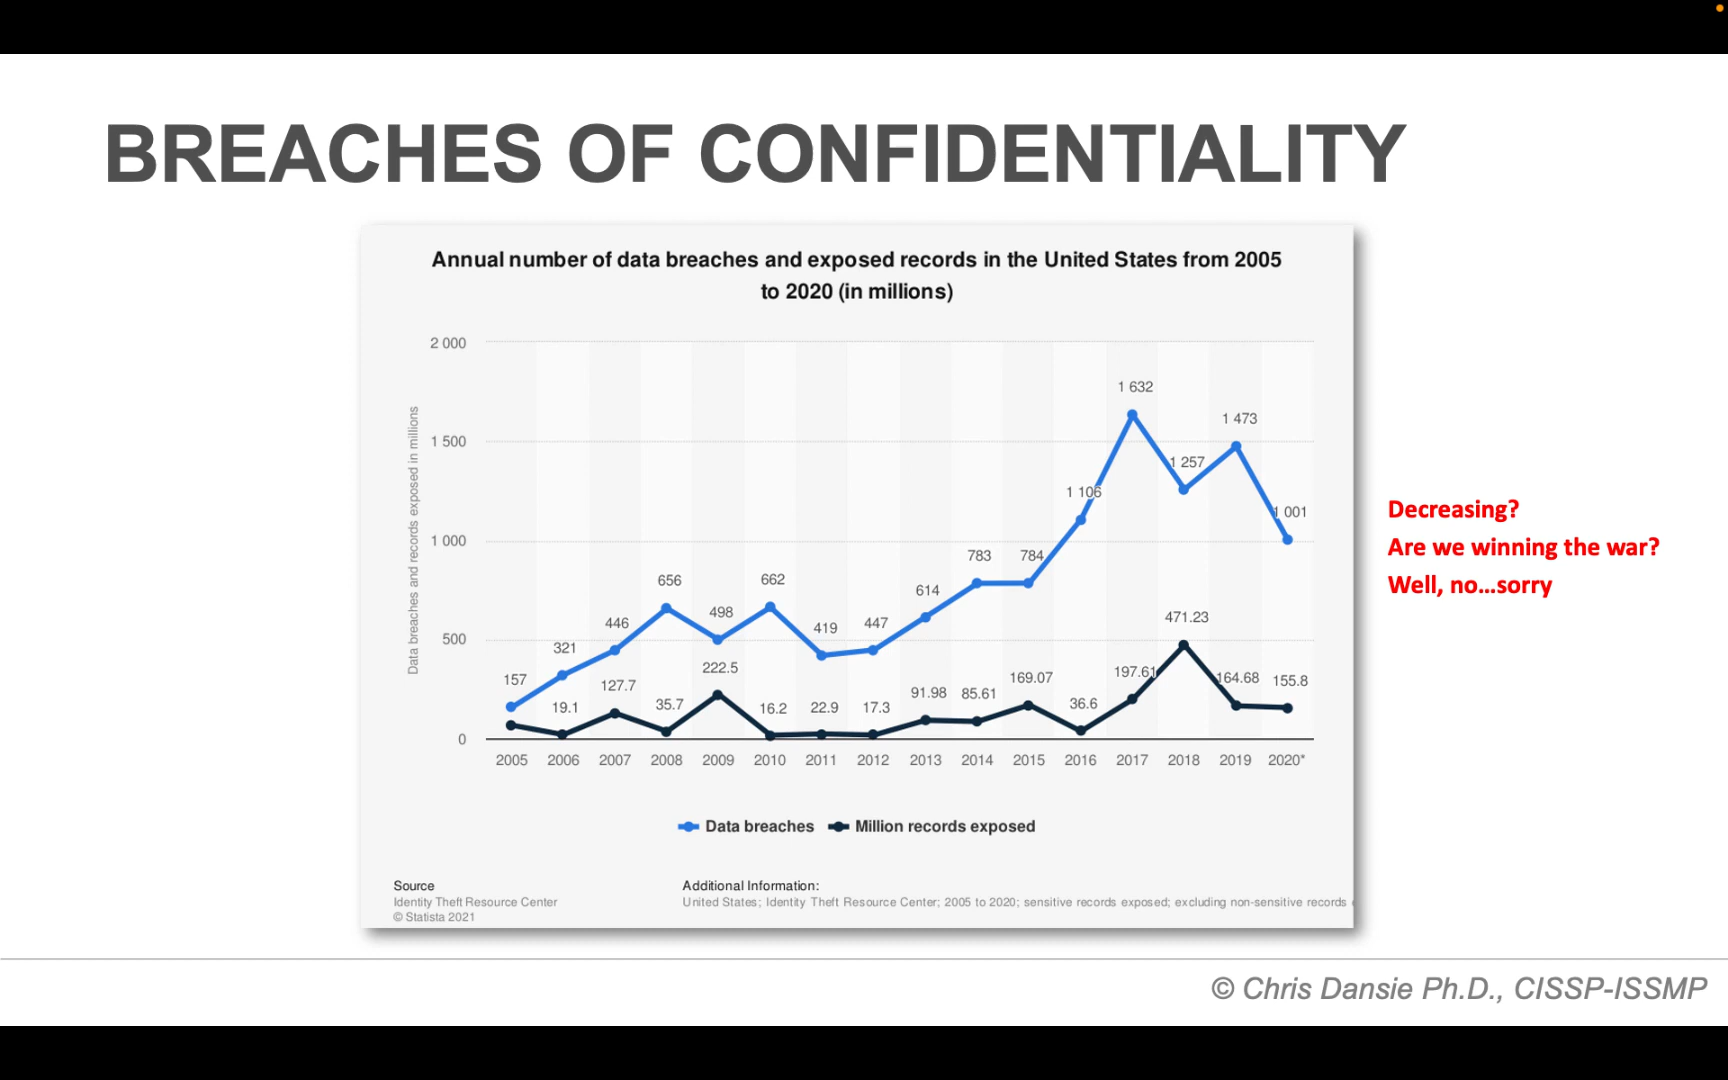 BREACHES OF CONFIDENTIALITY
Annual number of data breaches and exposed records in the United States from 2005
to 2020 (in millions)
Data breaches and records exposed in millions
2 000
1 500
1 000
500
0
157
321
446
656
498
662
419
447
614
783
784
1 106
1 632
1 257
1 473
1 001
19.1
127.7
35.7
222.5
16.2
22.9
17.3
91.98
85.61
169.07
36.6
197.61
471.23
164.68
155.8
2005 2006 2007 2008 2009 2010 2011 2012 2013 2014 2015 2016 2017 2018 2019 2020*
Data breaches Million records exposed
Decreasing?
Are we winning the war?
Well, no...sorry
Source
Identity Theft Resource Center
© Statista 2021
Additional Information:
United States; Identity Theft Resource Center; 2005 to 2020; sensitive records exposed; excluding non-sensitive records
© Chris Dansie Ph.D., CISSP-ISSMP